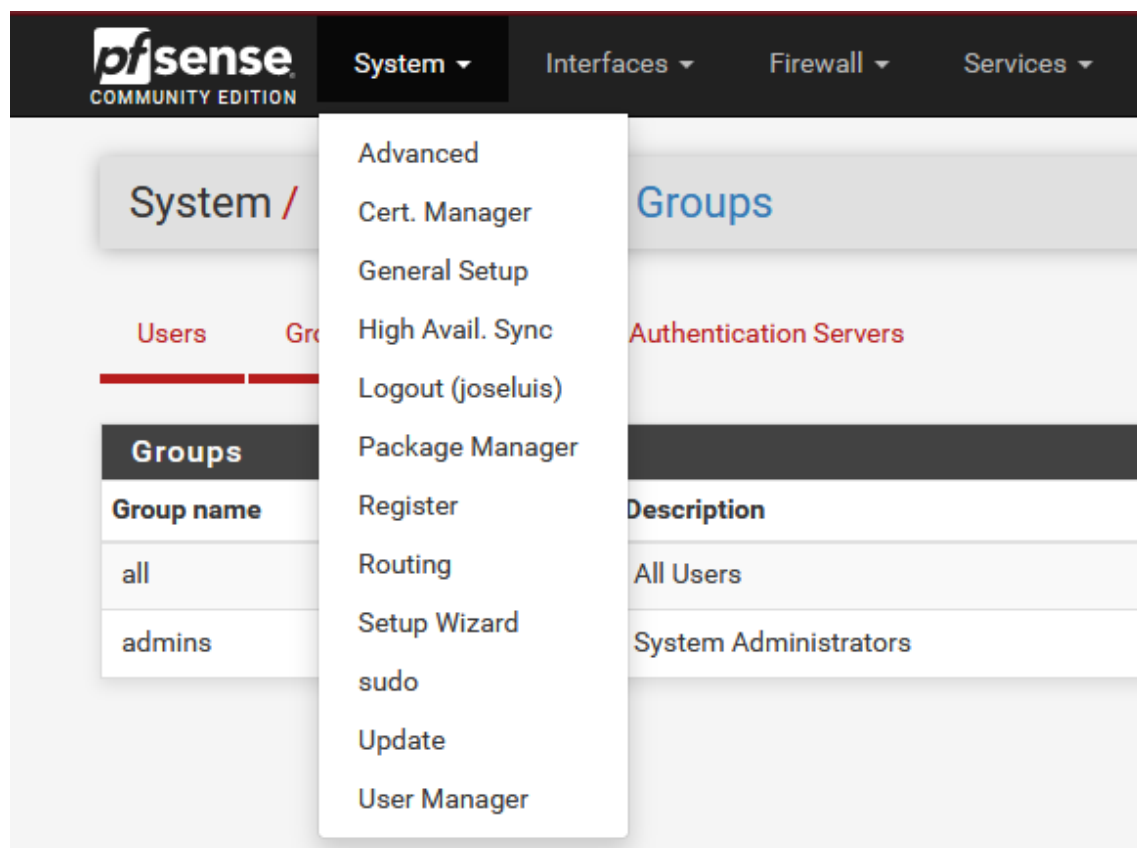 pfsense System Interfaces Firewall Services
COMMUNITY EDITION
System / Groups
Users Authentication Servers
Groups
Group name Description
all All Users
admins System Administrators
Advanced
Cert. Manager
General Setup
High Avail. Sync
Logout (joseluis)
Package Manager
Register
Routing
Setup Wizard
sudo
Update
User Manager